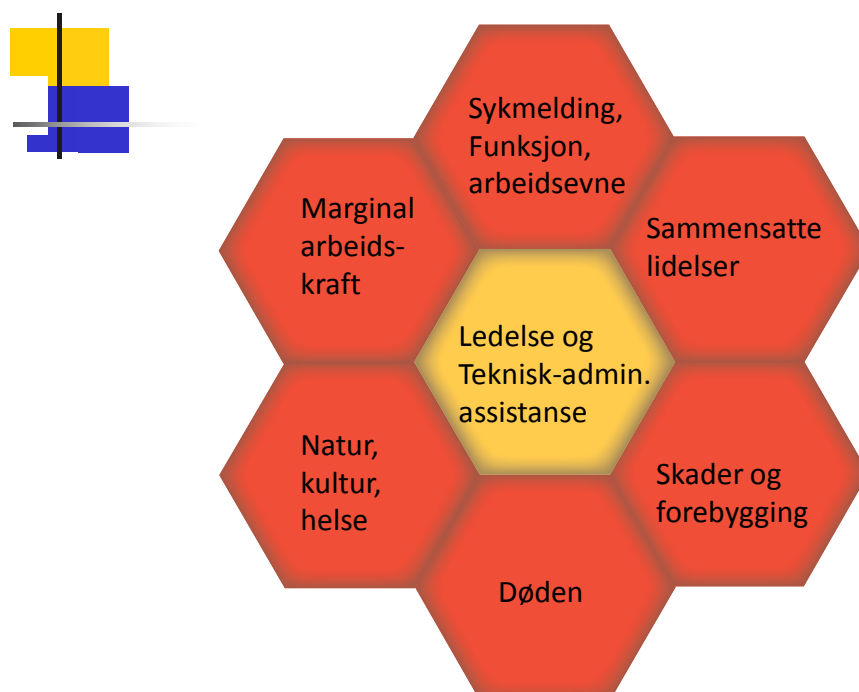 Sykmelding,
Funksjon,
arbeidsevne
Marginal
arbeids-
kraft
Sammensatte
lidelser
Ledelse og
Teknisk-admin.
assistanse
Natur,
kultur,
helse
Skader og
forebygging
Døden